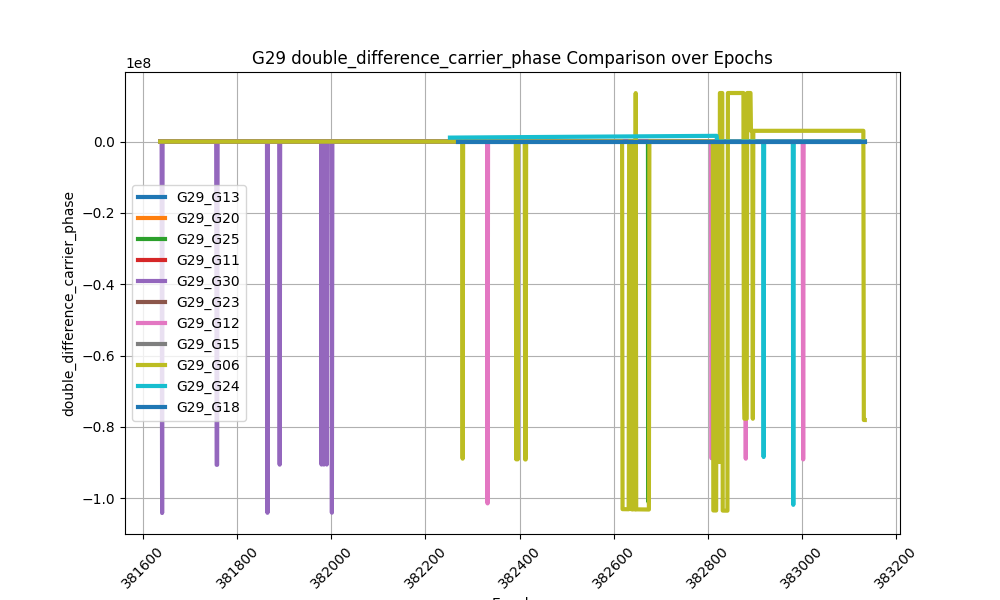 G29 double_difference_carrier_phase Comparison over Epochs
1e8
double_difference_carrier_phase
0.0
−0.2
−0.4
−0.6
−0.8
−1.0
G29_G13
G29_G20
G29_G25
G29_G11
G29_G30
G29_G23
G29_G12
G29_G15
G29_G06
G29_G24
G29_G18
381600
381800
382000
382200
382400
382600
382800
383000
383200